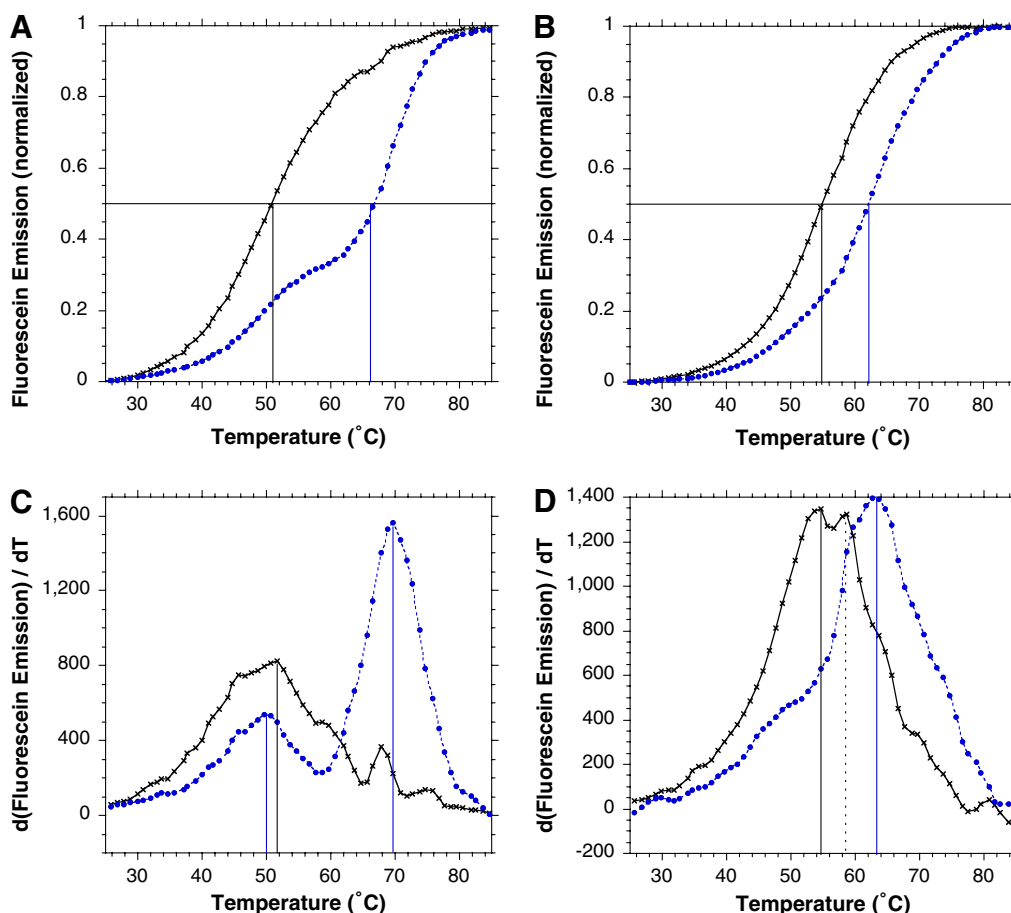 A
Fluorescein Emission (normalized)
1
0.8
0.6
0.4
0.2
0
30 40 50 60 70 80
Temperature (˚C)
B
Fluorescein Emission (normalized)
1
0.8
0.6
0.4
0.2
0
30 40 50 60 70 80
Temperature (˚C)
C
d(Fluorescein Emission) / dT
1,600
1,200
800
400
0
30 40 50 60 70 80
Temperature (˚C)
D
d(Fluorescein Emission) / dT
1,400
1,200
1000
800
600
400
200
0
-200
30 40 50 60 70 80
Temperature (˚C)